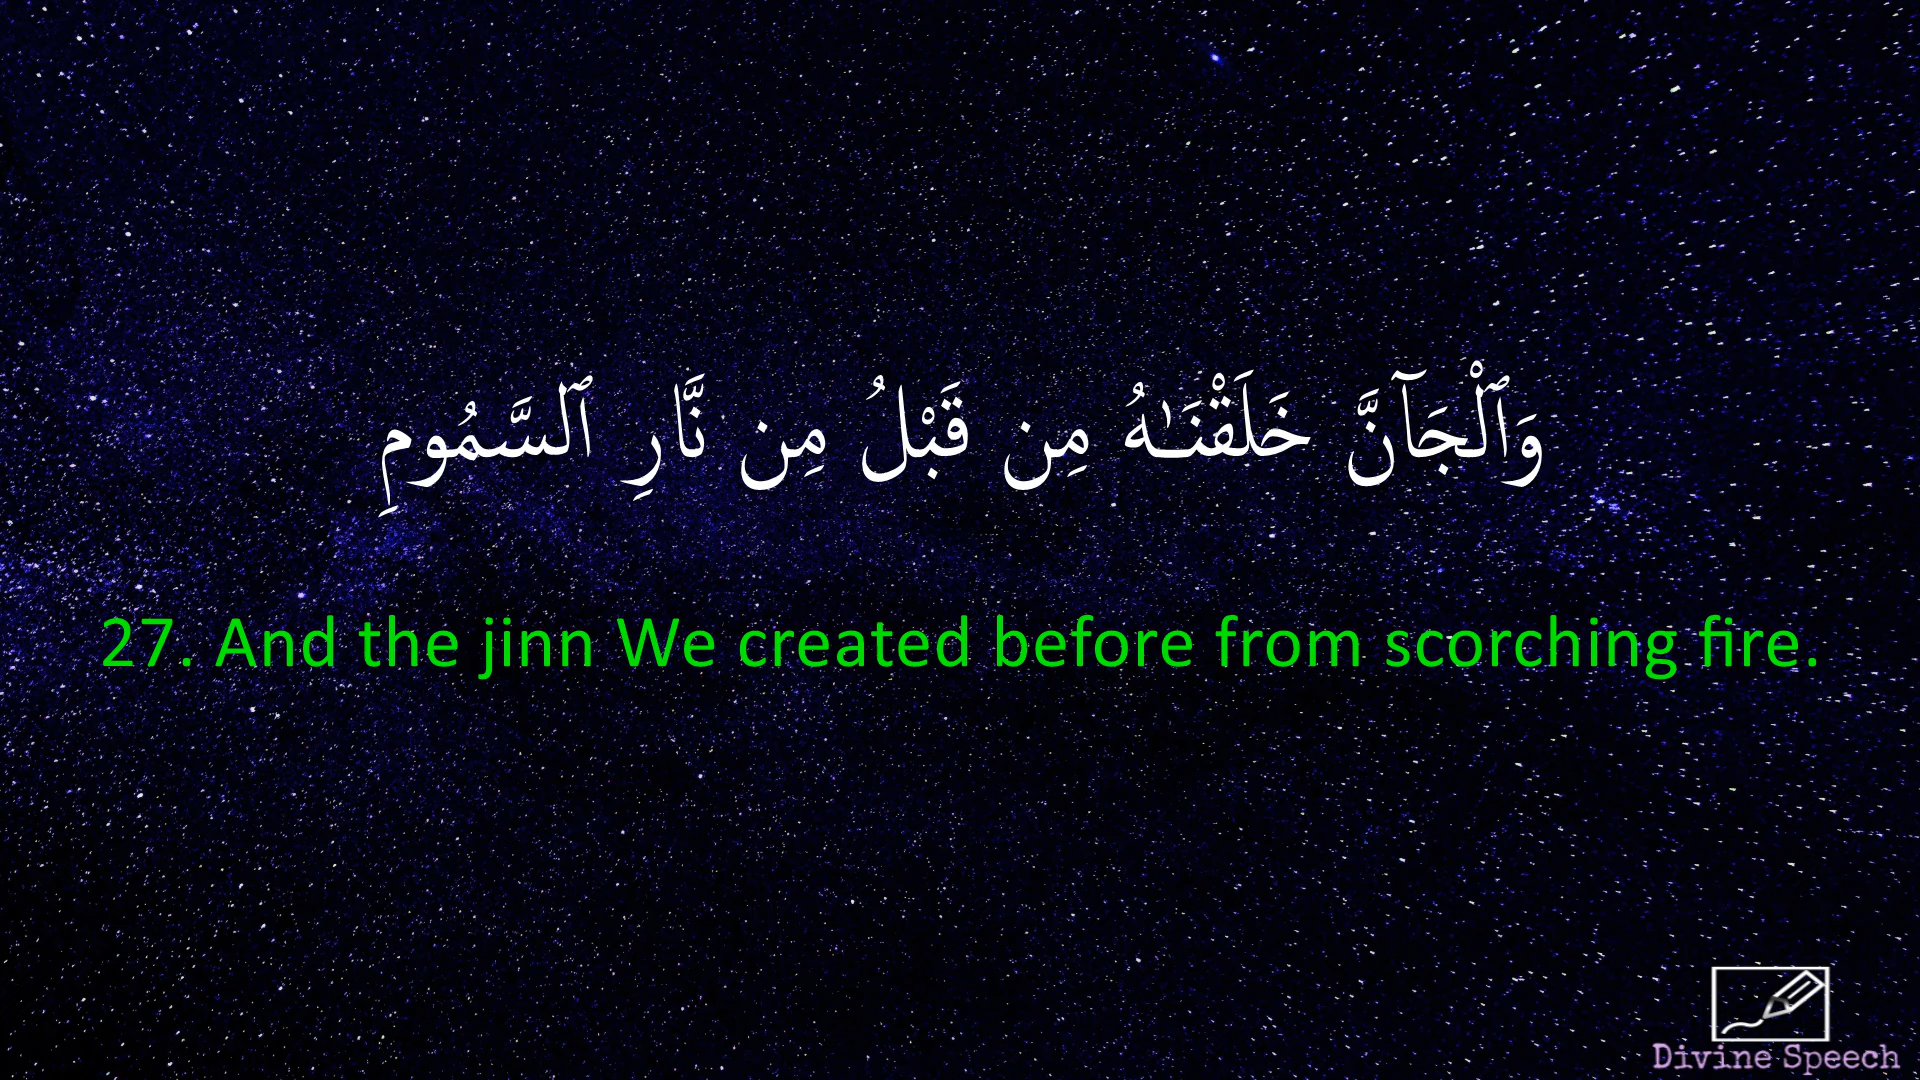 وَٱلْجَآنَّ خَلَقْنَـٰهُ مِن قَبْلُ مِن نَّارِ ٱلسَّمُومِ
27. And the jinn We created before from scorching fire.
Divine Speech